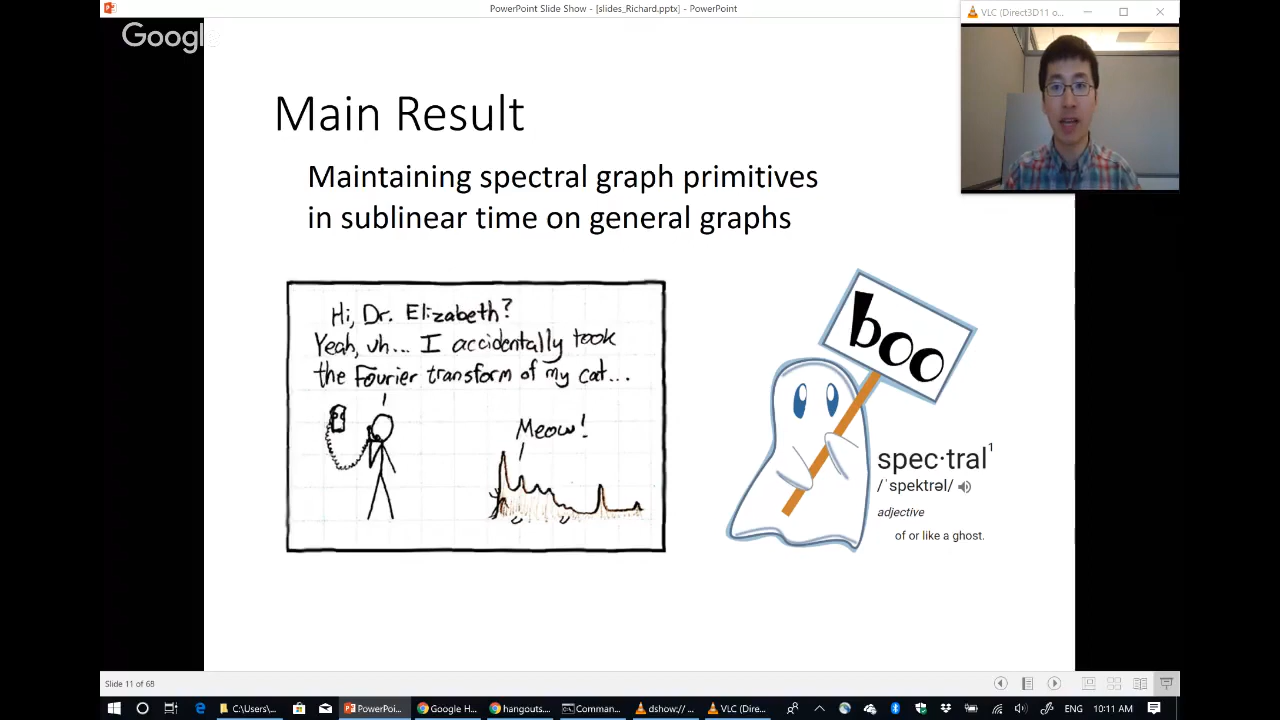 PowerPoint Slide Show - [slides_Richard.pptx] - PowerPoint
VLC (Direct3D11 o...
Google
Main Result
Maintaining spectral graph primitives
in sublinear time on general graphs
Hi, Dr. Elizabeth?
Yeah, uh... I accidentally took
the Fourier transform of my cat...
Meow!
boo
spec·tral¹
/ˈspektrəl/
adjective
of or like a ghost.
Slide 11 of 68
C:\Users\...
PowerPoi...
Google H...
hangouts....
Comman...
dshow:// ...
VLC (Dire...
ENG
10:11 AM